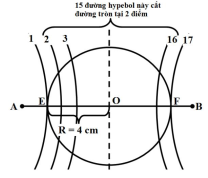 15 đường hypebol này cắt
đường tròn tại 2 điểm
1 2 3 16 17
A E O F B
R = 4 cm